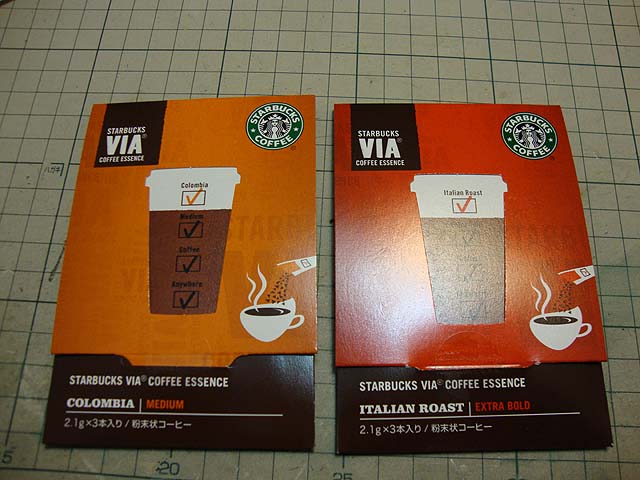 STARBUCKS
VIA®
COFFEE ESSENCE
STARBUCKS
COFFEE
Colombia
Medium
Coffee
Anywhere
STARBUCKS VIA® COFFEE ESSENCE
COLOMBIA | MEDIUM
2.1g×3本入り / 粉末状コーヒー
STARBUCKS
VIA®
COFFEE ESSENCE
STARBUCKS
COFFEE
Italian Roast
STARBUCKS VIA® COFFEE ESSENCE
ITALIAN ROAST | EXTRA BOLD
2.1g×3本入り / 粉末状コーヒー
ハガキ
20